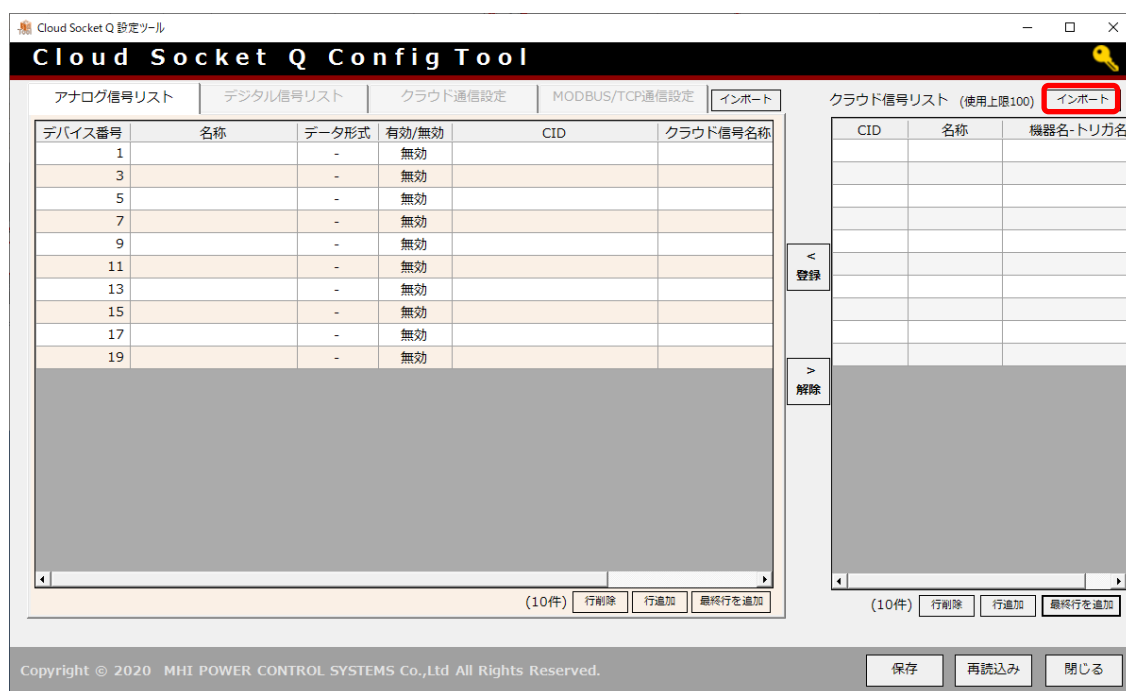 Cloud Socket Q 設定ツール
Cloud Socket Q Config Tool
アナログ信号リスト デジタル信号リスト クラウド通信設定 MODBUS/TCP通信設定 インポート クラウド信号リスト (使用上限100) インポート
デバイス番号 名称 データ形式 有効/無効 CID クラウド信号名称 CID 名称 機器名-トリガ名
1 - 無効
3 - 無効
5 - 無効
7 - 無効
9 - 無効
11 - 無効
13 - 無効
15 - 無効
17 - 無効
19 - 無効
<
登録
>
解除
(10件) 行削除 行追加 最終行を追加 (10件) 行削除 行追加 最終行を追加
Copyright © 2020 MHI POWER CONTROL SYSTEMS Co.,Ltd All Rights Reserved. 保存 再読込み 閉じる